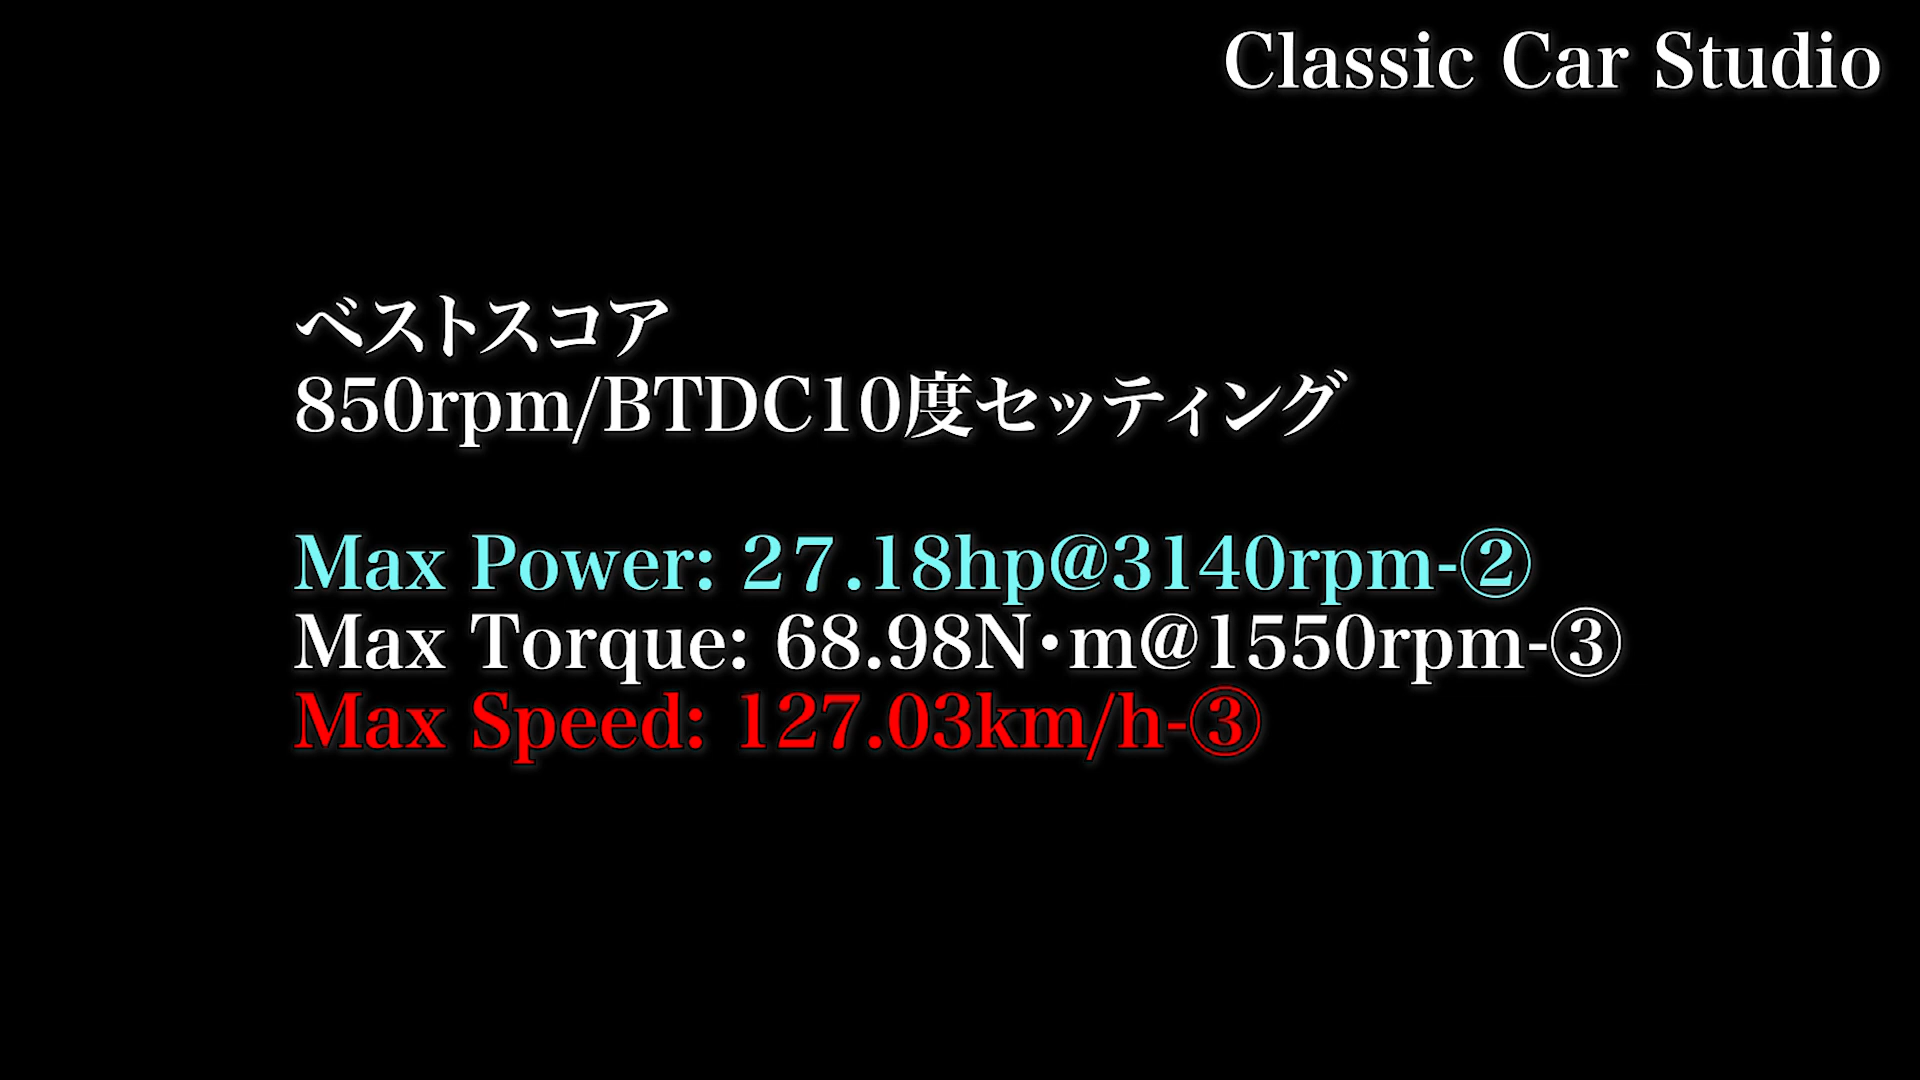 Classic Car Studio
ベストスコア
850rpm/BTDC10度セッティング
Max Power: 27.18hp@3140rpm-②
Max Torque: 68.98N・m@1550rpm-③
Max Speed: 127.03km/h-③